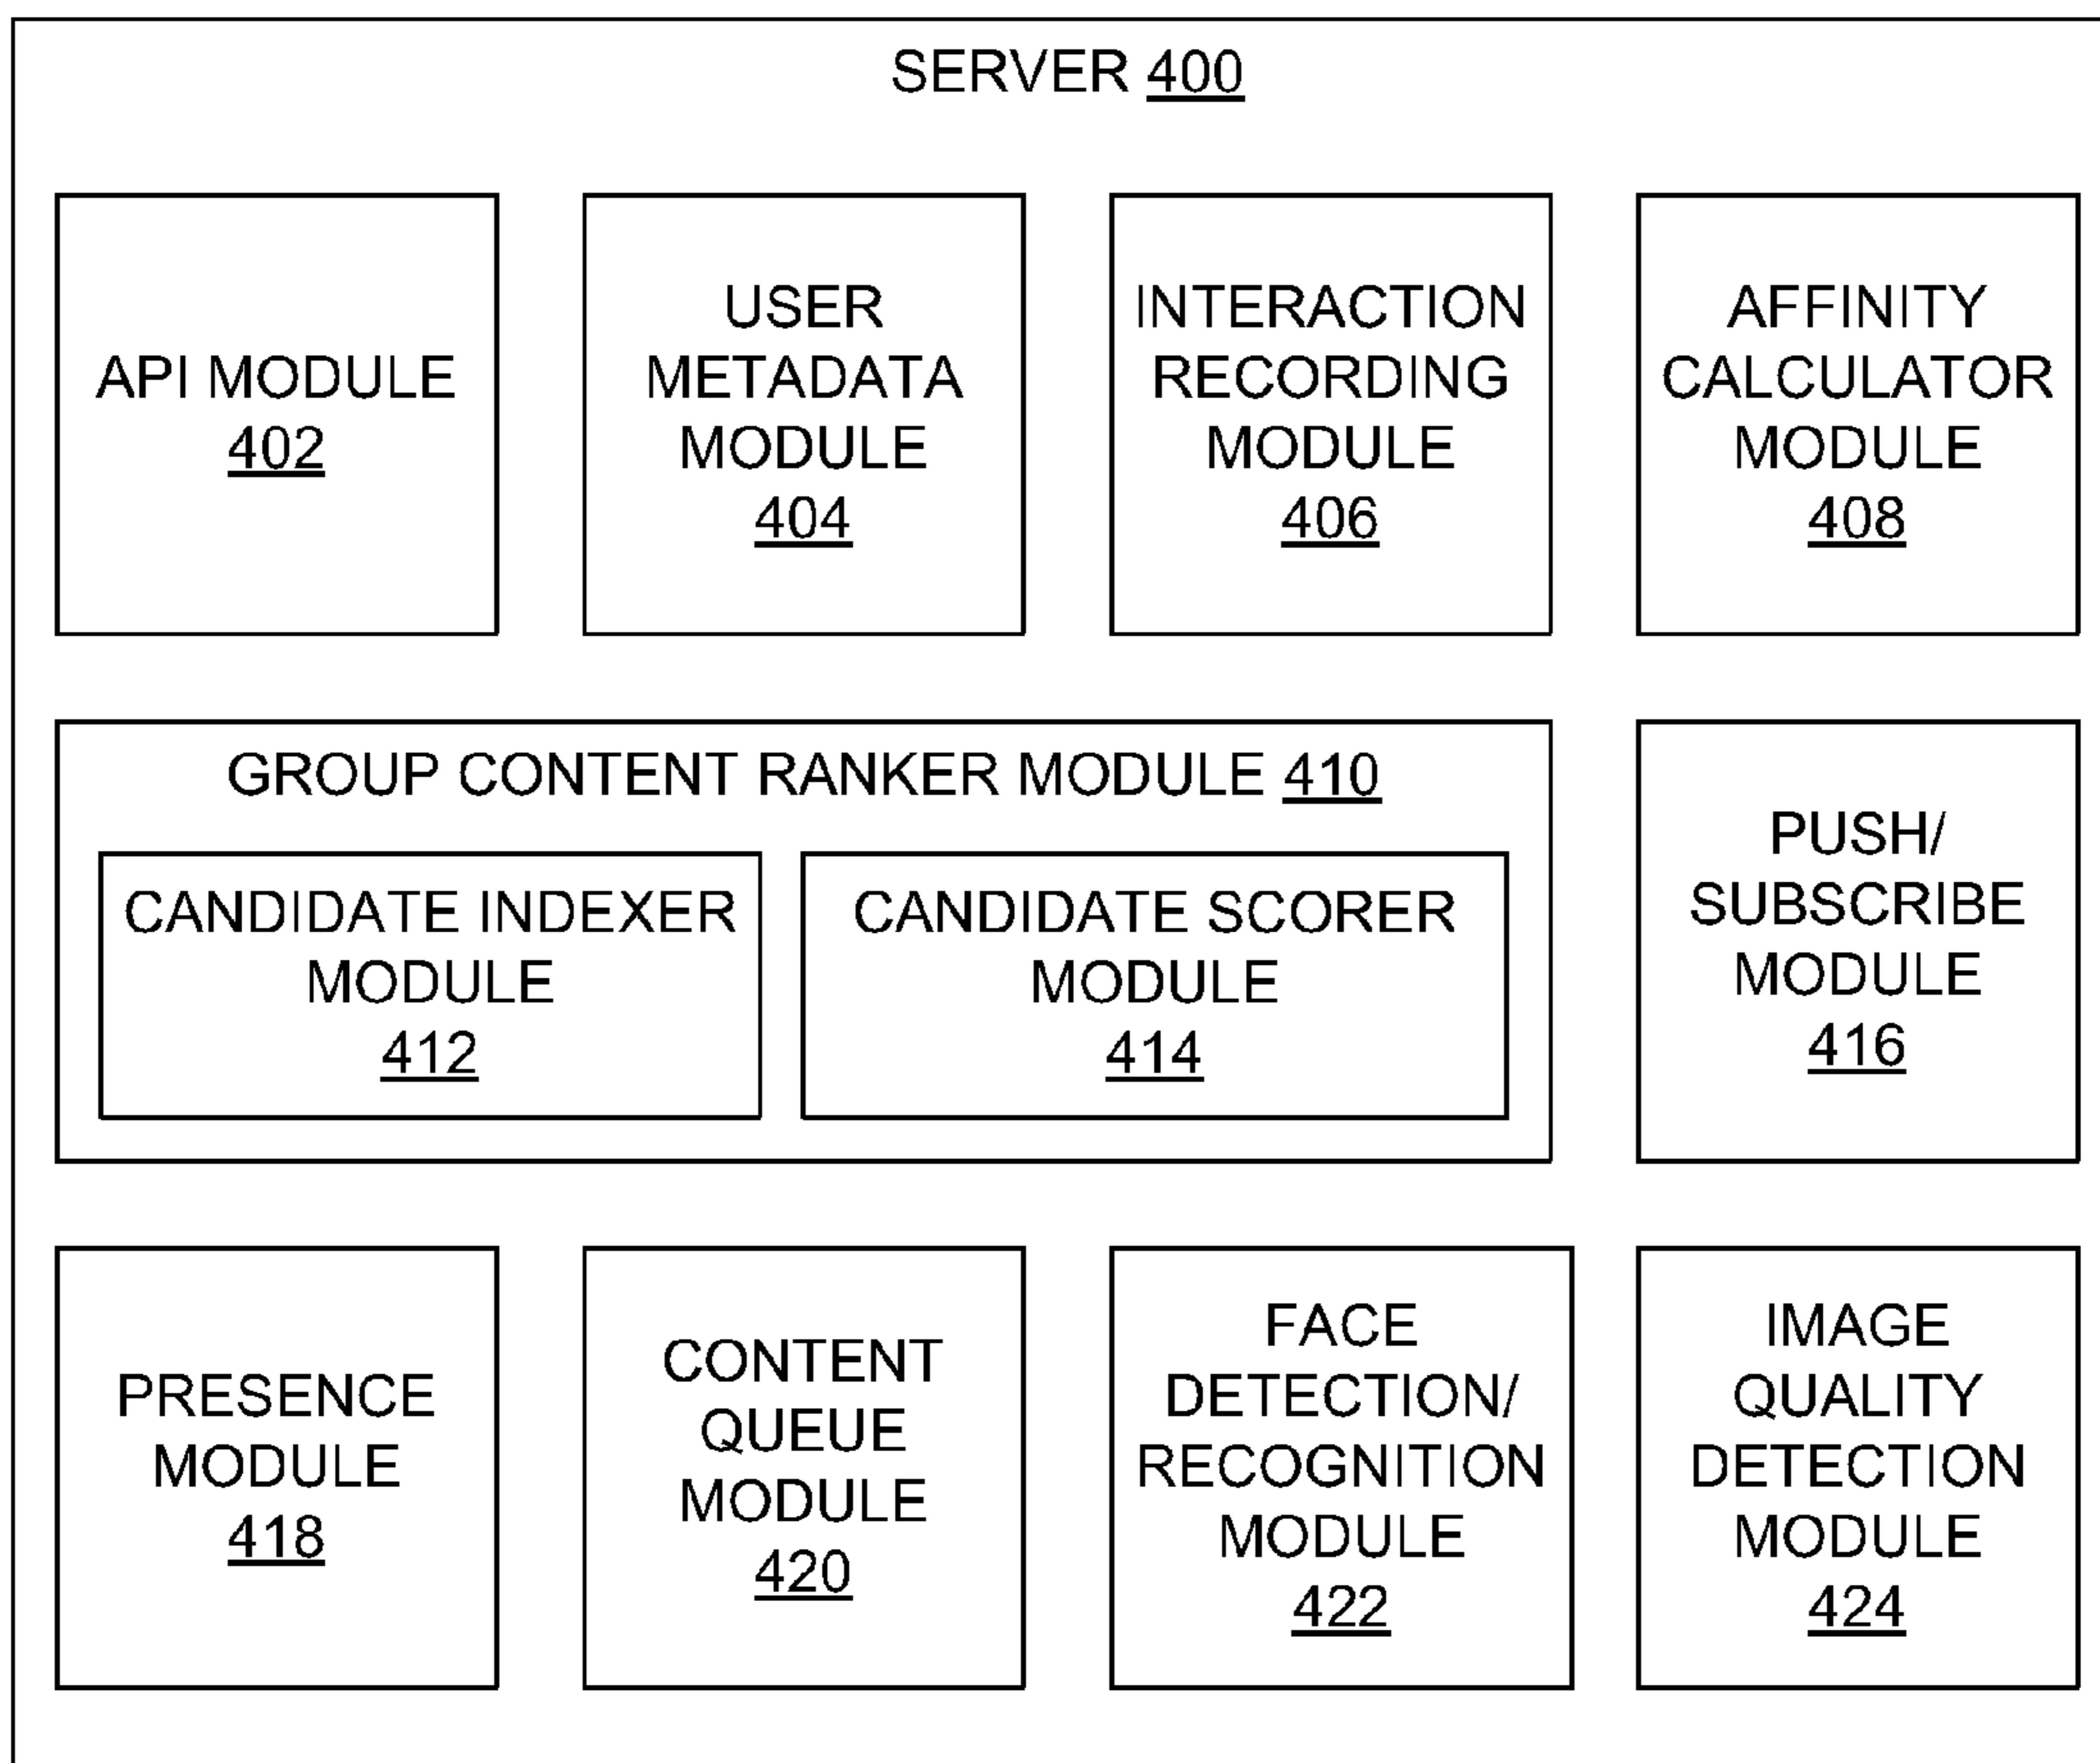 SERVER 400
API MODULE
402
USER
METADATA
MODULE
404
INTERACTION
RECORDING
MODULE
406
AFFINITY
CALCULATOR
MODULE
408
GROUP CONTENT RANKER MODULE 410
CANDIDATE INDEXER
MODULE
412
CANDIDATE SCORER
MODULE
414
PUSH/
SUBSCRIBE
MODULE
416
PRESENCE
MODULE
418
CONTENT
QUEUE
MODULE
420
FACE
DETECTION/
RECOGNITION
MODULE
422
IMAGE
QUALITY
DETECTION
MODULE
424